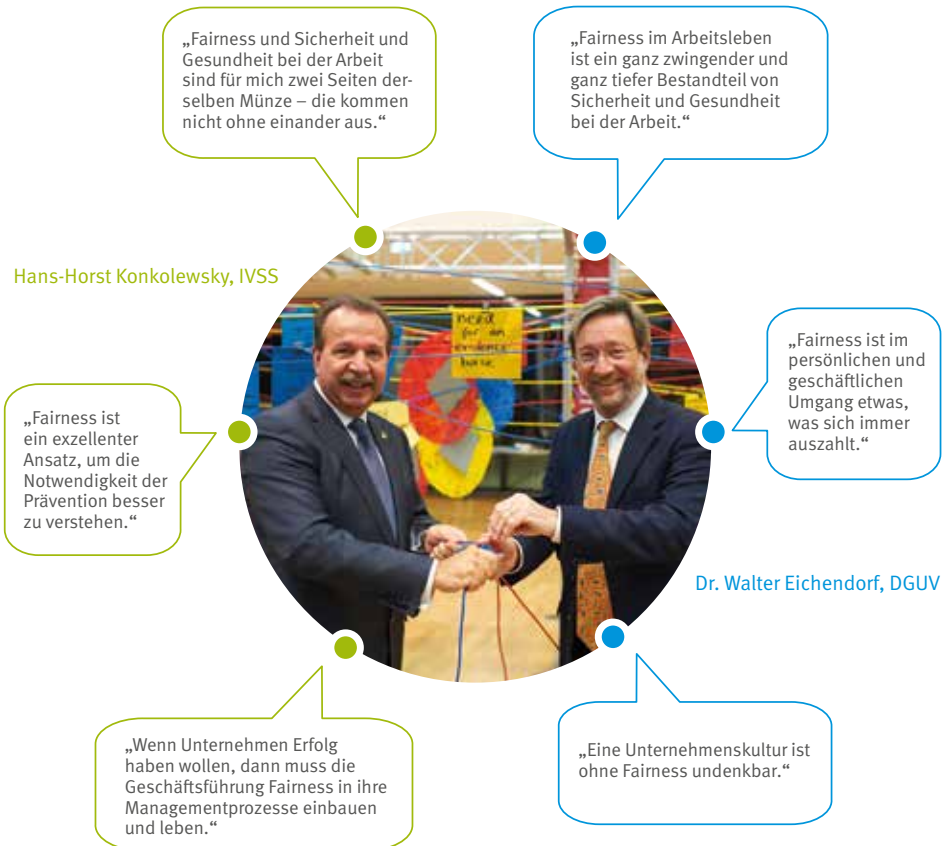 „Fairness und Sicherheit und
Gesundheit bei der Arbeit
sind für mich zwei Seiten der-
selben Münze – die kommen
nicht ohne einander aus.“
„Fairness im Arbeitsleben
ist ein ganz zwingender und
ganz tiefer Bestandteil von
Sicherheit und Gesundheit
bei der Arbeit.“
Hans-Horst Konkolewsky, IVSS
need
for an
evidence
base
„Fairness ist im
persönlichen und
geschäftlichen
Umgang etwas,
was sich immer
auszahlt.“
„Fairness ist
ein exzellenter
Ansatz, um die
Notwendigkeit der
Prävention besser
zu verstehen.“
Dr. Walter Eichendorf, DGUV
„Wenn Unternehmen Erfolg
haben wollen, dann muss die
Geschäftsführung Fairness in ihre
Managementprozesse einbauen
und leben.“
„Eine Unternehmenskultur ist
ohne Fairness undenkbar.“